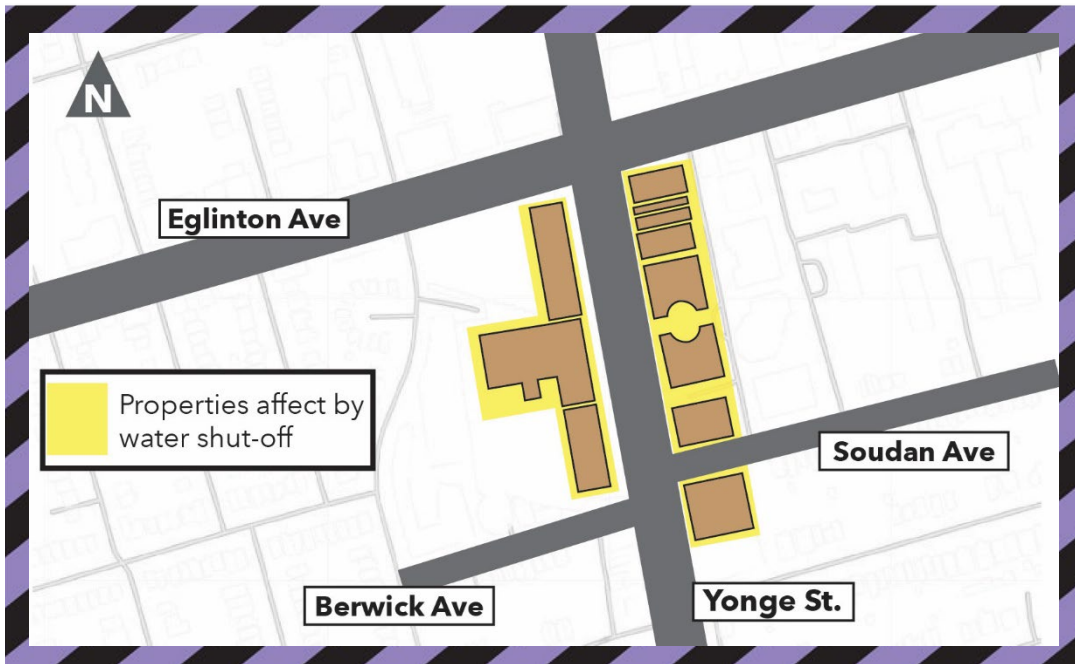 N
Eglinton Ave
Properties affect by
water shut-off
Soudan Ave
Berwick Ave
Yonge St.